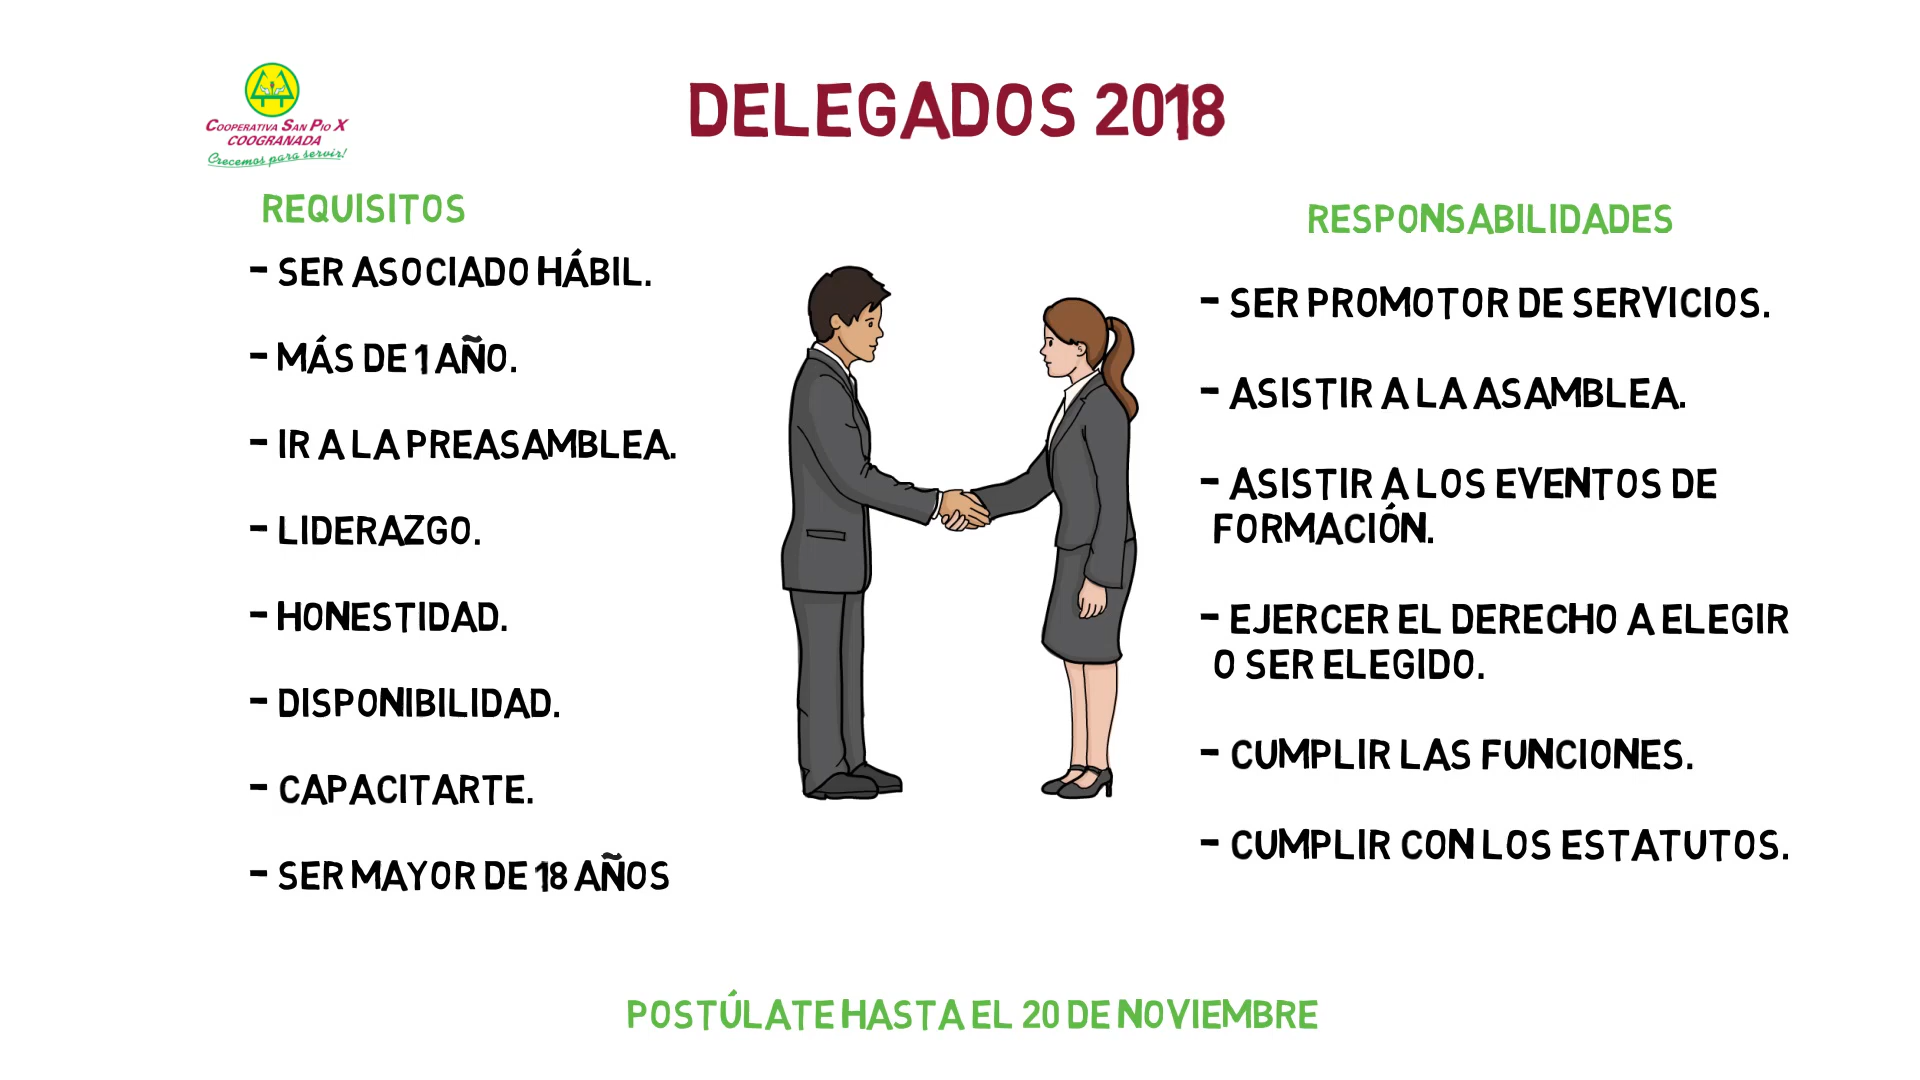 COOPERATIVA SAN PIO X
COOGRANADA
Crecemos para servir!
DELEGADOS 2018
REQUISITOS
- SER ASOCIADO HÁBIL.
- MÁS DE 1 AÑO.
- IR A LA PREASAMBLEA.
- LIDERAZGO.
- HONESTIDAD.
- DISPONIBILIDAD.
- CAPACITARTE.
- SER MAYOR DE 18 AÑOS
RESPONSABILIDADES
- SER PROMOTOR DE SERVICIOS.
- ASISTIR A LA ASAMBLEA.
- ASISTIR A LOS EVENTOS DE
FORMACIÓN.
- EJERCER EL DERECHO A ELEGIR
O SER ELEGIDO.
- CUMPLIR LAS FUNCIONES.
- CUMPLIR CON LOS ESTATUTOS.
POSTÚLATE HASTA EL 20 DE NOVIEMBRE